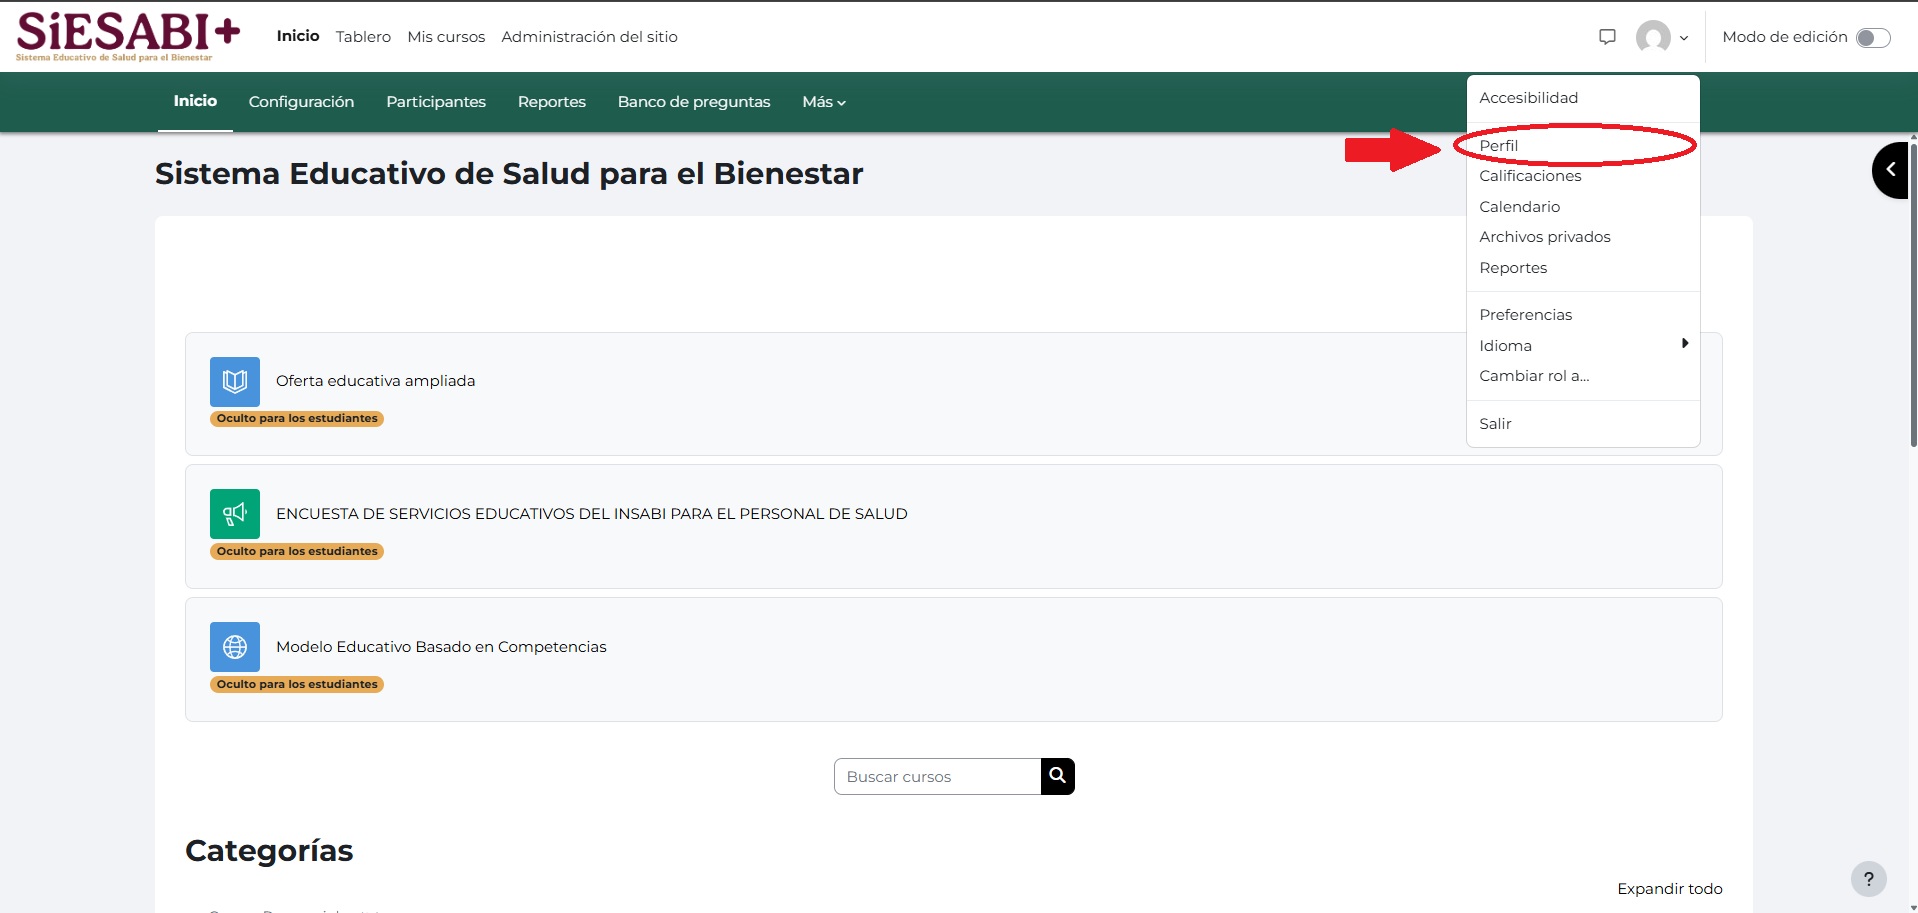 SiESABI+
Sistema Educativo de Salud para el Bienestar
Inicio Tablero Mis cursos Administración del sitio
Modo de edición
Inicio Configuración Participantes Reportes Banco de preguntas Más
Accesibilidad
Perfil
Calificaciones
Calendario
Archivos privados
Reportes
Preferencias
Idioma
Cambiar rol a...
Salir
Sistema Educativo de Salud para el Bienestar
Oferta educativa ampliada
Oculto para los estudiantes
ENCUESTA DE SERVICIOS EDUCATIVOS DEL INSABI PARA EL PERSONAL DE SALUD
Oculto para los estudiantes
Modelo Educativo Basado en Competencias
Oculto para los estudiantes
Buscar cursos
Categorías
Expandir todo
?